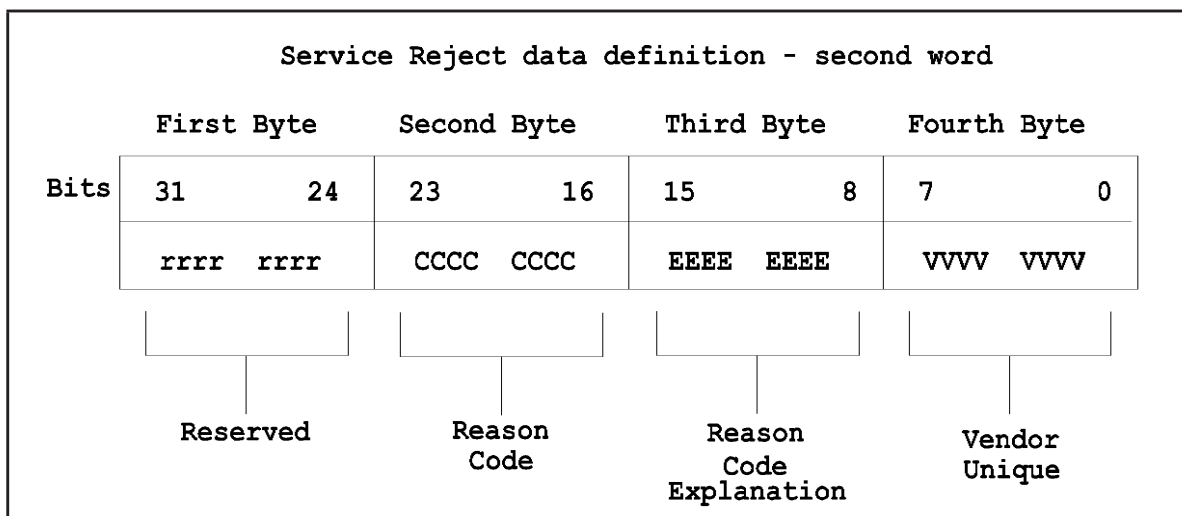 Service Reject data definition - second word
First Byte Second Byte Third Byte Fourth Byte
Bits 31 24 23 16 15 8 7 0
rrrr rrrr CCCC CCCC EEEE EEEE VVVV VVVV
Reserved Reason Reason Vendor
Code Code Unique
Explanation